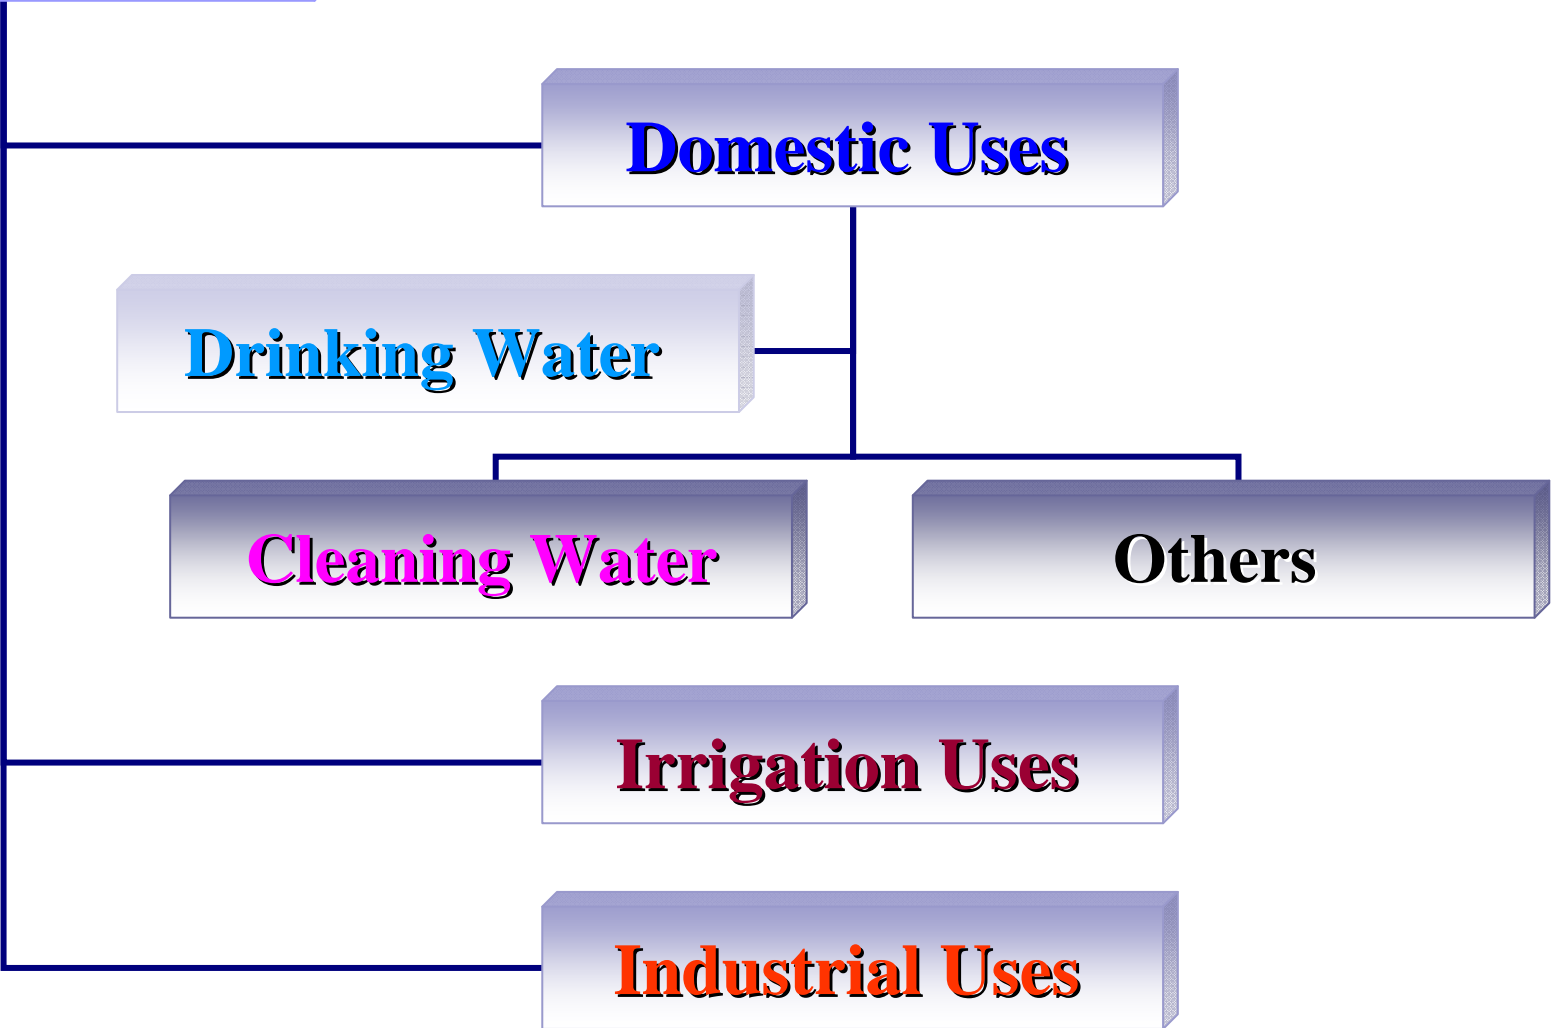 Domestic Uses
Drinking Water
Cleaning Water
Others
Irrigation Uses
Industrial Uses